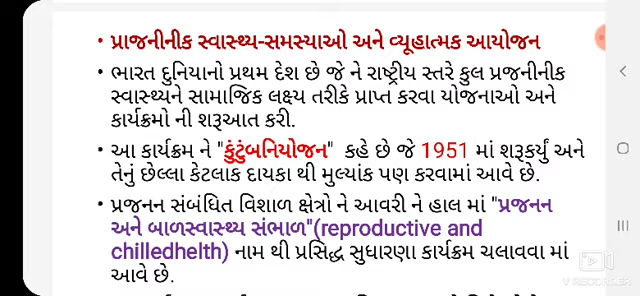 • પ્રાજનીનીક સ્વાસ્થ્ય-સમસ્યાઓ અને વ્યૂહાત્મક આયોજન
• ભારત દુનિયાનો પ્રથમ દેશ છે જે ને રાષ્ટ્રીય સ્તરે કુલ પ્રજનીનીક
સ્વાસ્થ્યને સામાજિક લક્ષ્ય તરીકે પ્રાપ્ત કરવા યોજનાઓ અને
કાર્યક્રમો ની શરૂઆત કરી.
• આ કાર્યક્રમ ને "કુંટુંબનિયોજન" કહે છે જે 1951 માં શરૂકર્યું અને
તેનું છેલ્લા કેટલાક દાયકા થી મુલ્યાંક પણ કરવામાં આવે છે.
• પ્રજનન સંબંધિત વિશાળ ક્ષેત્રો ને આવરી ને હાલ માં "પ્રજનન
અને બાળસ્વાસ્થ્ય સંભાળ"(reproductive and
chilledhelth) નામ થી પ્રસિદ્ધ સુધારણા કાર્યક્રમ ચલાવવા માં
આવે છે.
V RECORDER